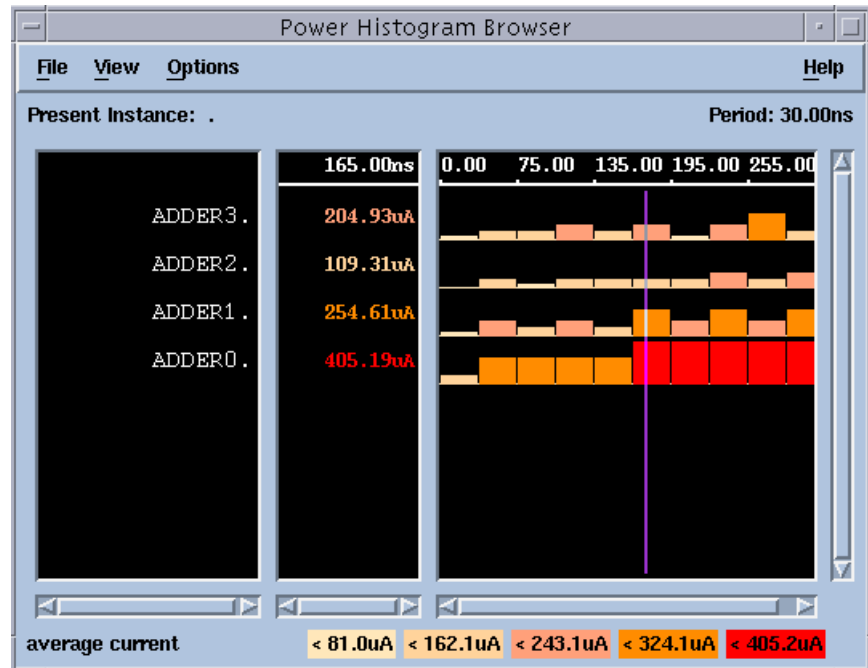 Power Histogram Browser
File View Options Help
Present Instance: . Period: 30.00ns
165.00ns 0.00 75.00 135.00 195.00 255.00
ADDER3. 204.93uA
ADDER2. 109.31uA
ADDER1. 254.61uA
ADDER0. 405.19uA
average current < 81.0uA < 162.1uA < 243.1uA < 324.1uA < 405.2uA